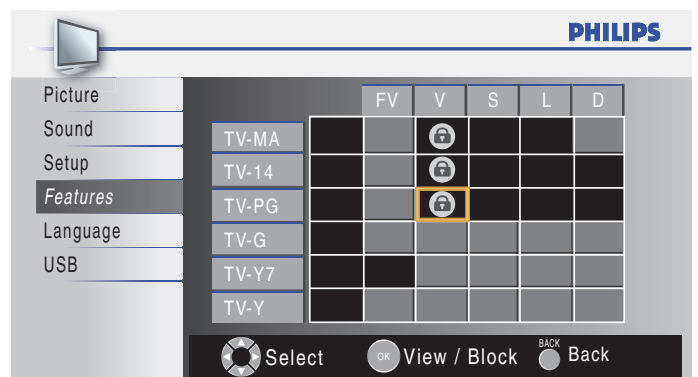 PHILIPS
Picture
Sound
Setup
Features
Language
USB
FV V S L D
TV-MA
TV-14
TV-PG
TV-G
TV-Y7
TV-Y
Select OK View / Block BACK Back